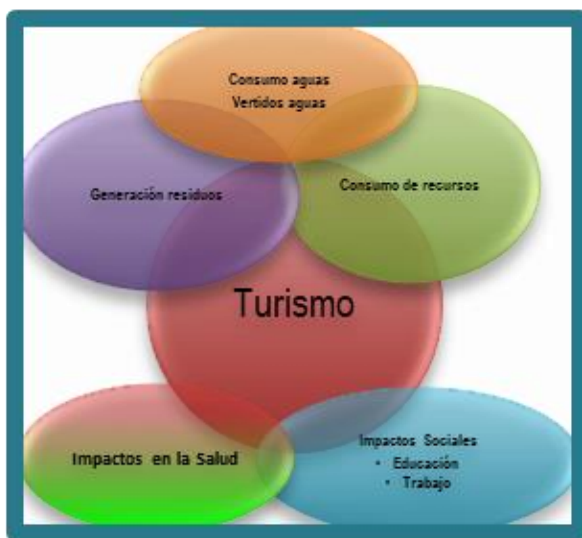 Consumo aguas
Vertidos aguas
Generación residuos
Consumo de recursos
Turismo
Impactos en la Salud
Impactos Sociales
• Educación
• Trabajo